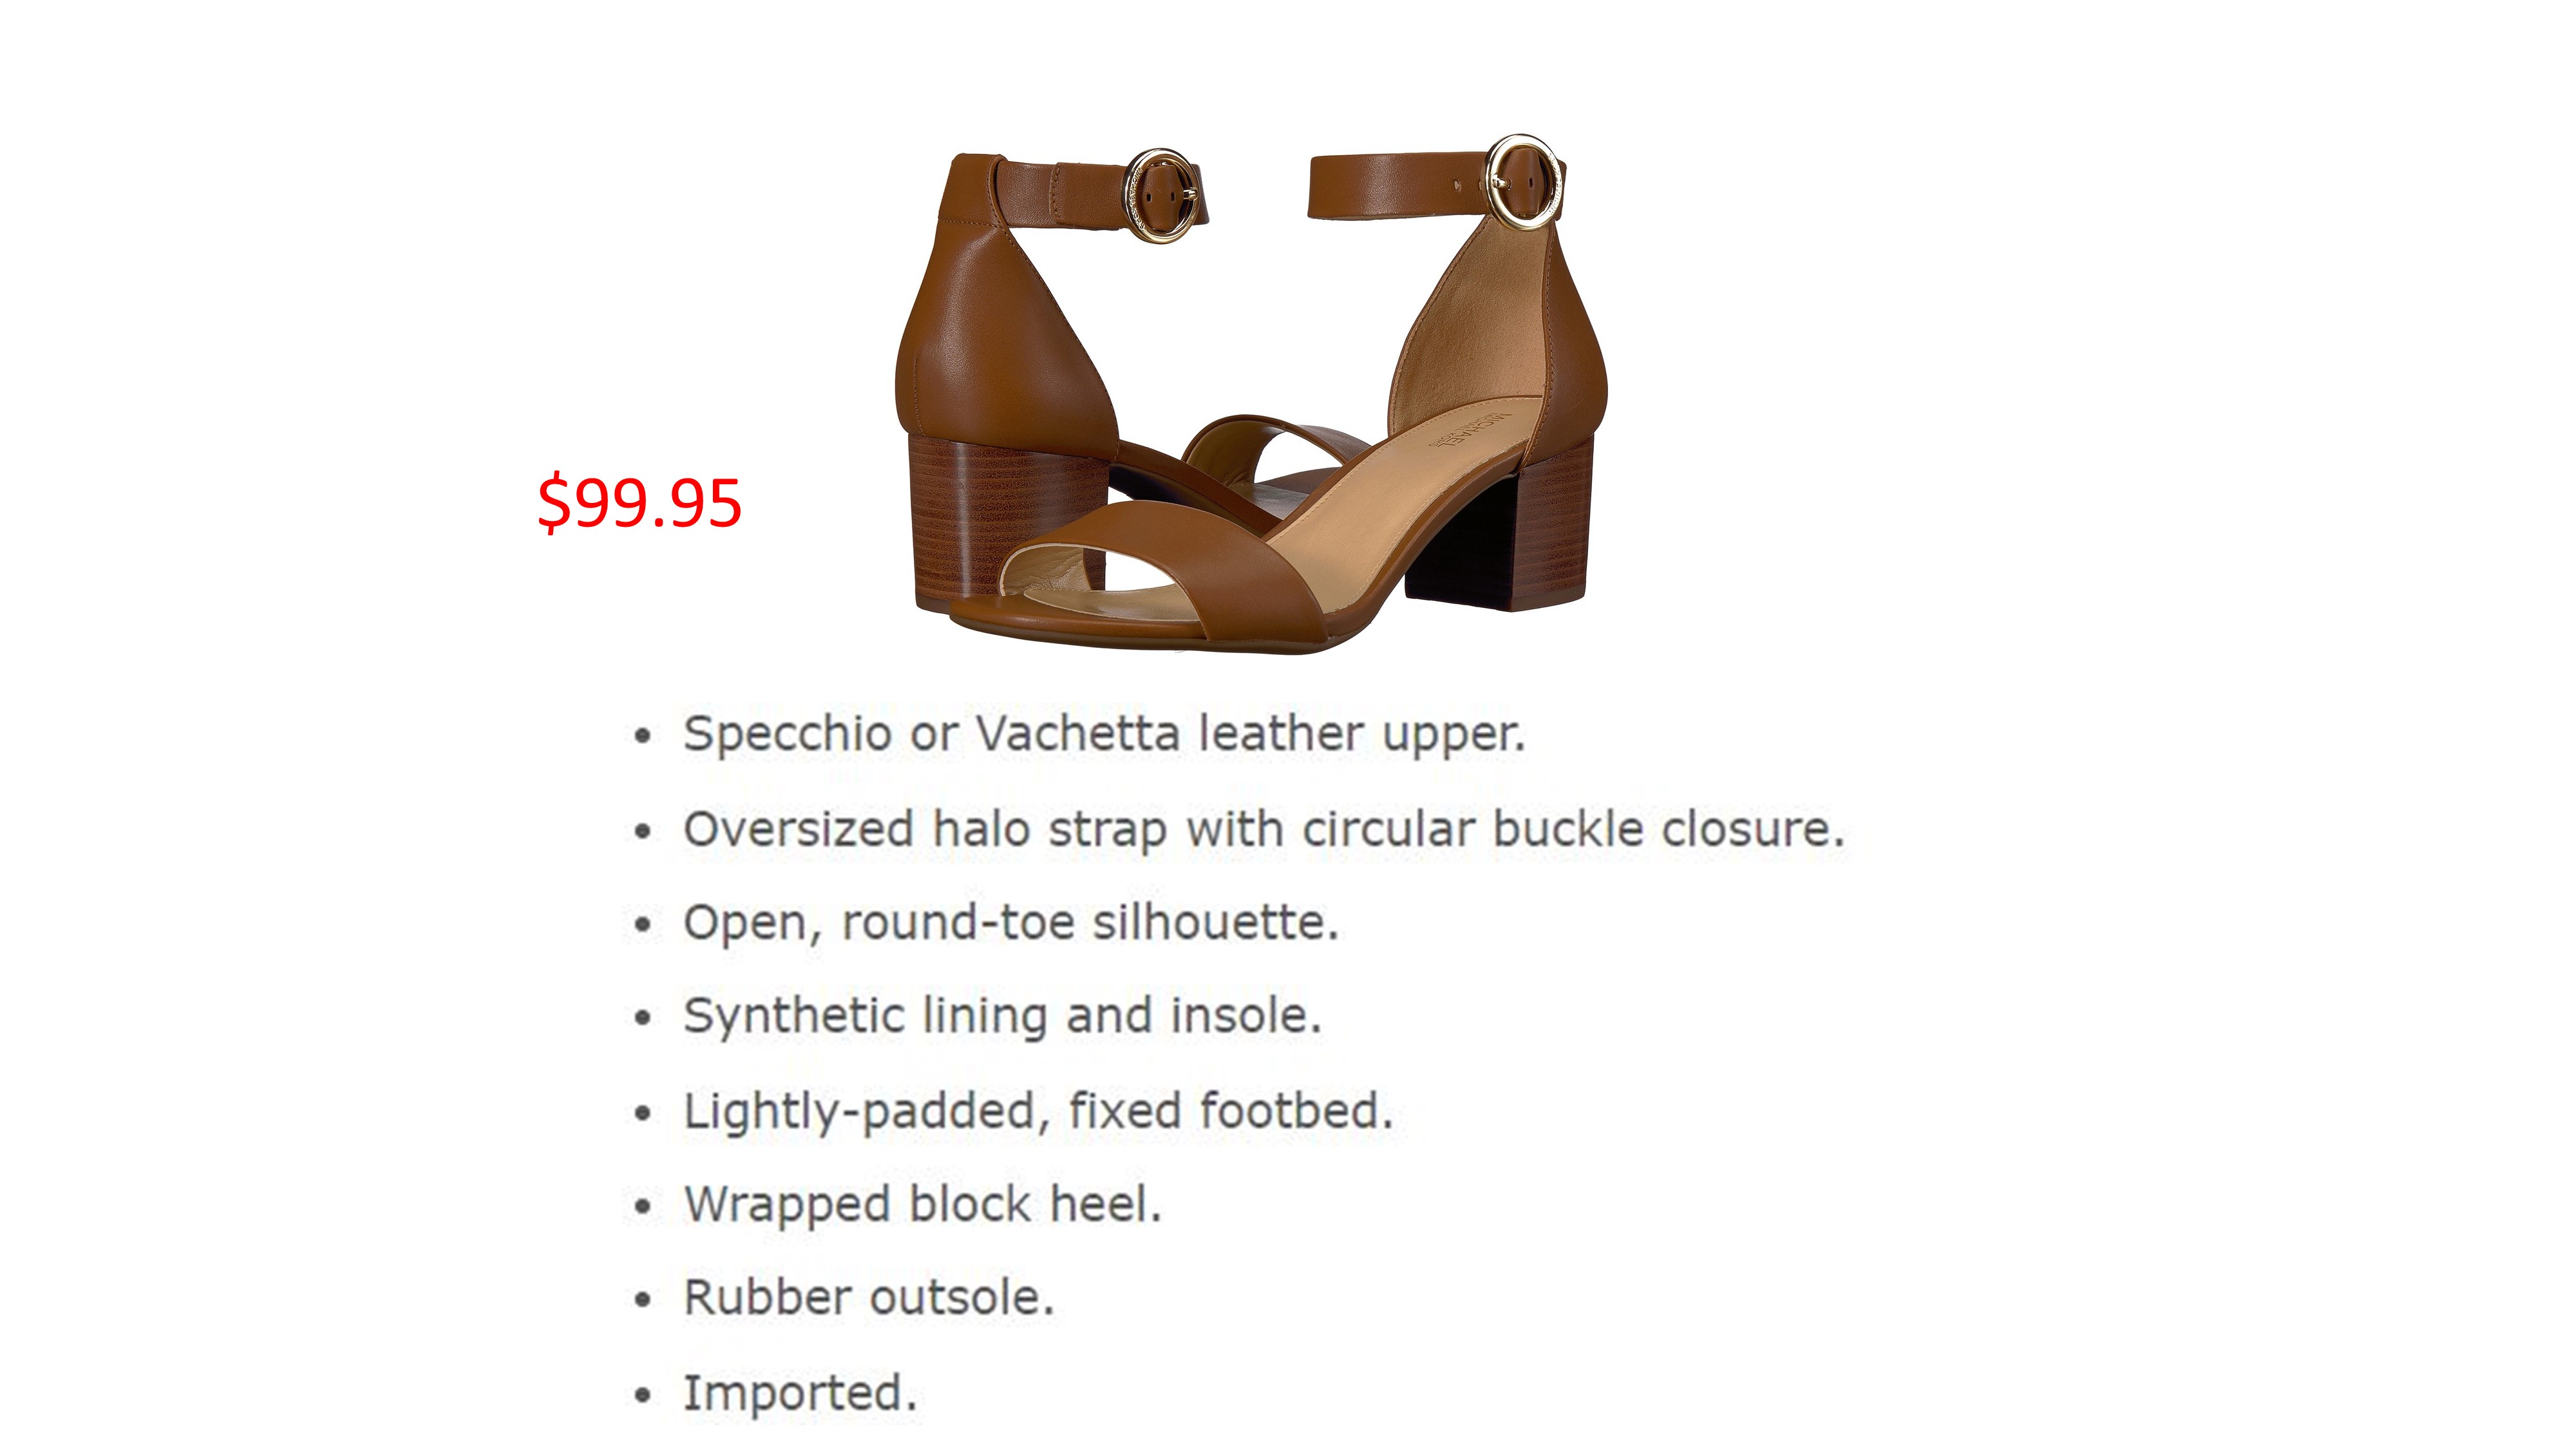 $99.95
MICHAEL
• Specchio or Vachetta leather upper.
• Oversized halo strap with circular buckle closure.
• Open, round-toe silhouette.
• Synthetic lining and insole.
• Lightly-padded, fixed footbed.
• Wrapped block heel.
• Rubber outsole.
• Imported.